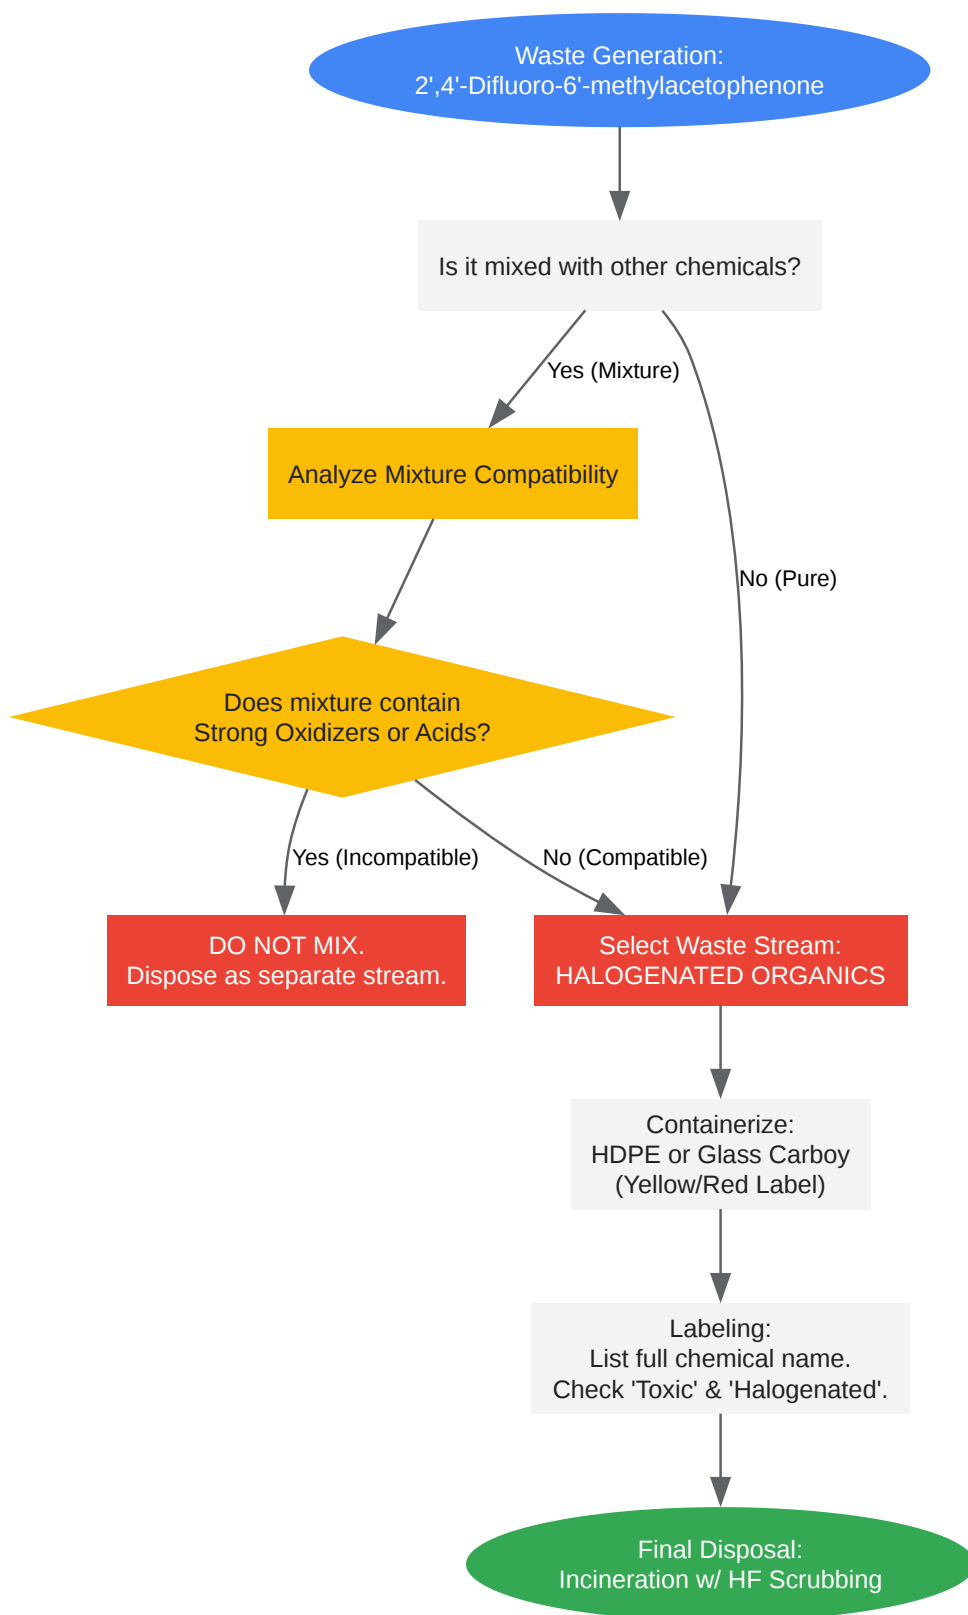 Waste Generation:
2',4'-Difluoro-6'-methylacetophenone
Is it mixed with other chemicals?
Yes (Mixture)
Analyze Mixture Compatibility
No (Pure)
Does mixture contain
Strong Oxidizers or Acids?
Yes (Incompatible)
No (Compatible)
DO NOT MIX.
Dispose as separate stream.
Select Waste Stream:
HALOGENATED ORGANICS
Containerize:
HDPE or Glass Carboy
(Yellow/Red Label)
Labeling:
List full chemical name.
Check 'Toxic' & 'Halogenated'.
Final Disposal:
Incineration w/ HF Scrubbing